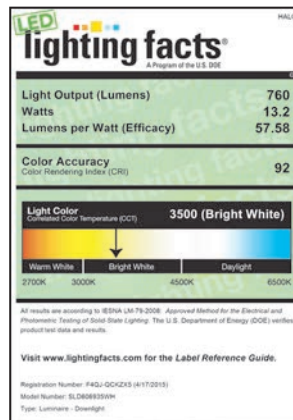 LED
HALO
lighting facts®
A Program of the U.S. DOE
Light Output (Lumens) 760
Watts 13.2
Lumens per Watt (Efficacy) 57.58
Color Accuracy
Color Rendering Index (CRI) 92
Light Color
Correlated Color Temperature (CCT) 3500 (Bright White)
Warm White Bright White Daylight
2700K 3000K 4500K 6500K
All results are according to IESNA LM-79-2008: Approved Method for the Electrical and
Photometric Testing of Solid-State Lighting. The U.S. Department of Energy (DOE) verifies
product test data and results.
Visit www.lightingfacts.com for the Label Reference Guide.
Registration Number: F4QJ-QCKZX5 (4/17/2015)
Model Number: SLD606935WH
Type: Luminaire - Downlight